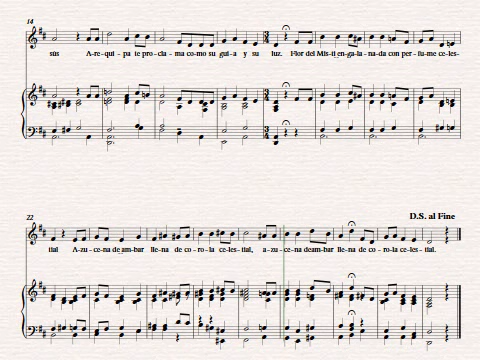 14
sús A-re-qui - pa te pro-cla - ma co-mo su guí-a y su luz. Flor del Mis-ti en-ga-la-na-da con per-fu-me ce-les-
D.S. al Fine
22
tial A-zu-ce-na de am-bar lle-na de co-ro-la ce-les-tial, a-zu-ce-na de am-bar lle-na de co-ro-la ce-les-tial.